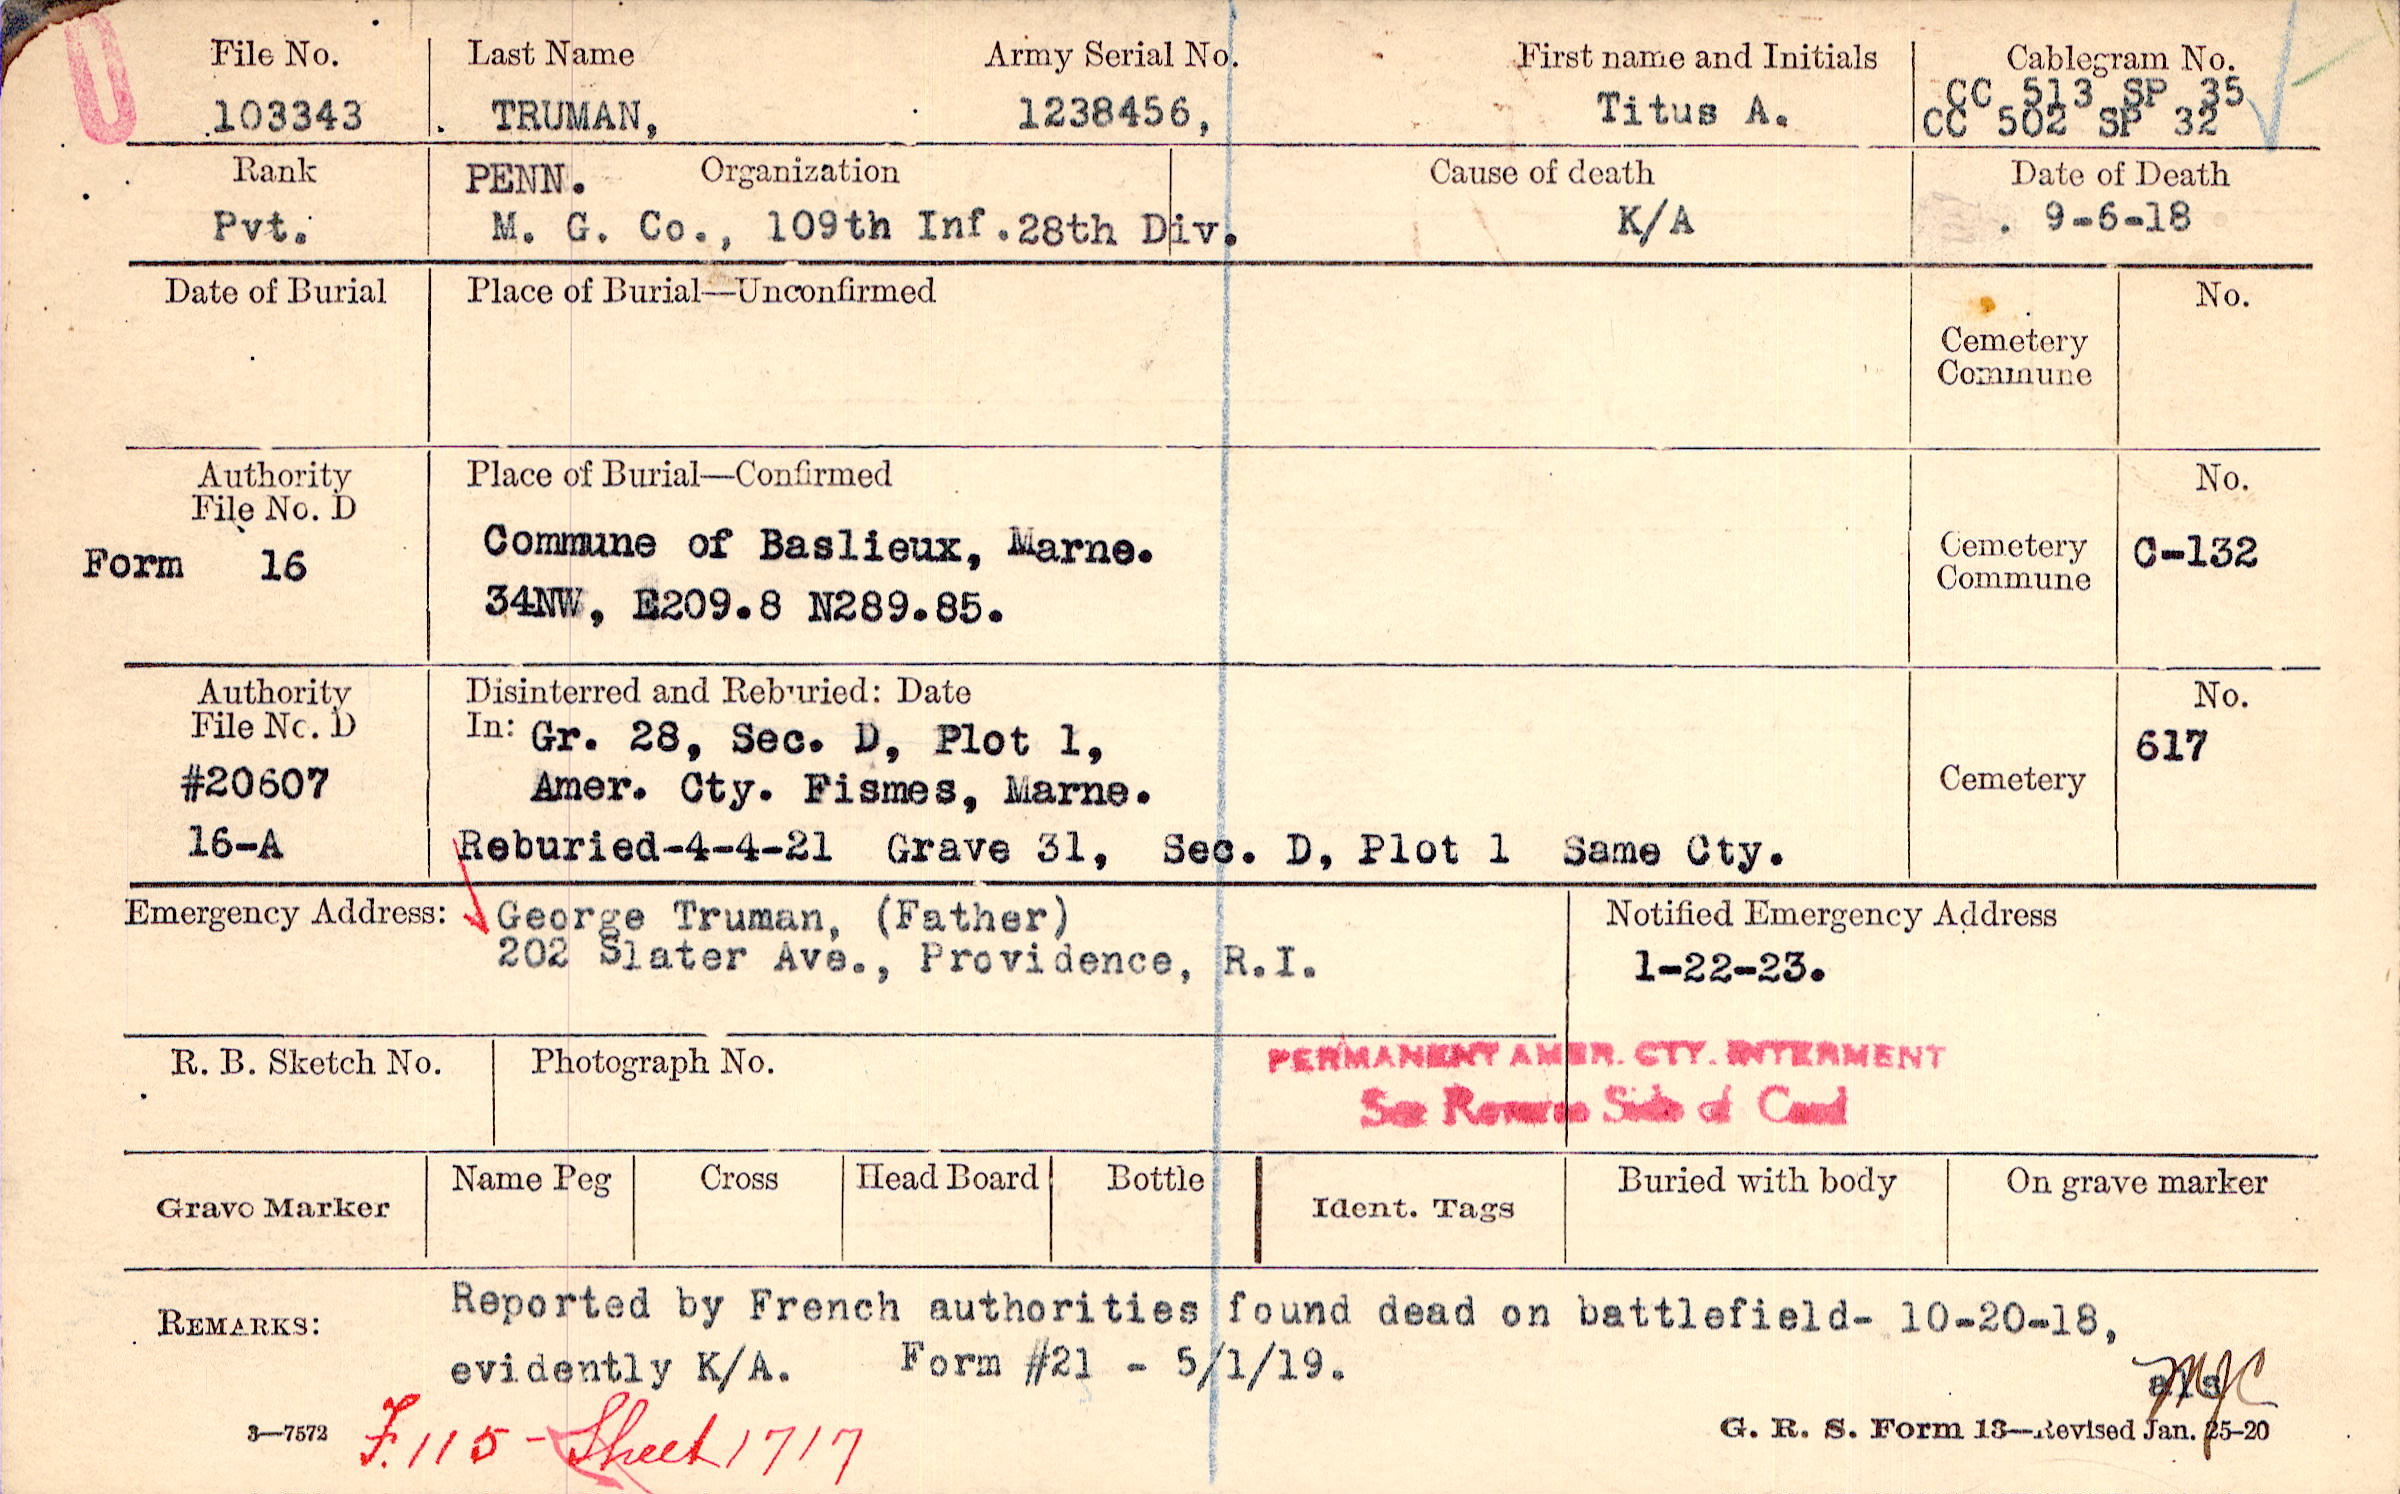 File No. Last Name Army Serial No. First name and Initials Cablegram No.
CC 513 SP 35
103343 TRUMAN, 1238456, Titus A. CC 502 SP 32
Rank PENN. Organization Cause of death Date of Death
Pvt. M. G. Co., 109th Inf. 28th Div. K/A 9-6-18
Date of Burial Place of Burial—Unconfirmed No.
Cemetery
Commune
Authority Place of Burial—Confirmed No.
File No. D
Form 16 Commune of Baslieux, Marne. Cemetery C-132
Commune
34NW, E209.8 N289.85.
Authority Disinterred and Reburied: Date No.
File No. D In: Gr. 28, Sec. D, Plot 1, 617
#20607 Amer. Cty. Fismes, Marne. Cemetery
16-A Reburied-4-4-21 Grave 31, Sec. D, Plot 1 Same Cty.
Emergency Address: George Truman, (Father) Notified Emergency Address
202 Slater Ave., Providence, R.I. 1-22-23.
R. B. Sketch No. Photograph No. PERMANENT AMER. CTY. INTERMENT
See Reverse Side of Card
Grave Marker Name Peg Cross Head Board Bottle Ident. Tags Buried with body On grave marker
REMARKS: Reported by French authorities found dead on battlefield- 10-20-18,
evidently K/A. Form #21 - 5/1/19.
3—7572 F.115 - Sheet 1717 G. R. S. Form 13—Revised Jan. 25-20